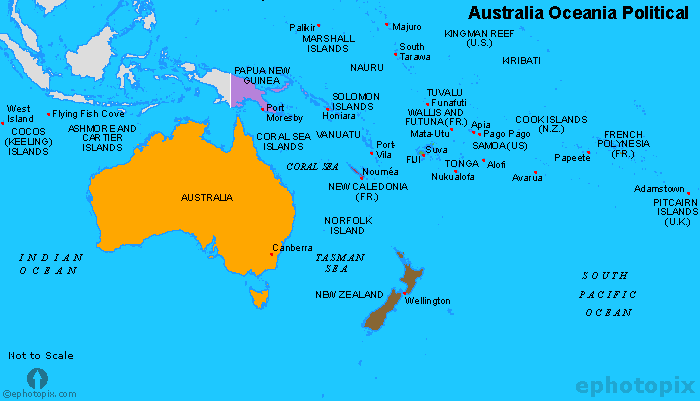 Australia Oceania Political
Palikir
Majuro
KINGMAN REEF
(U.S.)
MARSHALL
ISLANDS
South
Tarawa
NAURU
KIRIBATI
PAPUA NEW
GUINEA
SOLOMON
ISLANDS
Honiara
TUVALU
Funafuti
West
Island
Flying Fish Cove
Port
Moresby
WALLIS AND
FUTUNA(FR.)
Mata-Utu
COOK ISLANDS
(N.Z.)
Apia
Pago Pago
SAMOA(US)
COCOS
(KEELING)
ISLANDS
ASHMORE AND
CARTIER
ISLANDS
CORAL SEA
ISLANDS
VANUATU
FRENCH
POLYNESIA
(FR.)
Papeete
Port-
Vila
Suva
FUJI
CORAL SEA
TONGA
Alofi
Nouméa
Nukualofa
Avarua
NEW CALEDONIA
(FR.)
Adamstown
PITCAIRN
ISLANDS
(U.K.)
AUSTRALIA
NORFOLK
ISLAND
Canberra
INDIAN
OCEAN
TASMAN
SEA
SOUTH
PACIFIC
OCEAN
NEW ZEALAND
Wellington
Not to Scale
©ephotopix.com
ephotopix